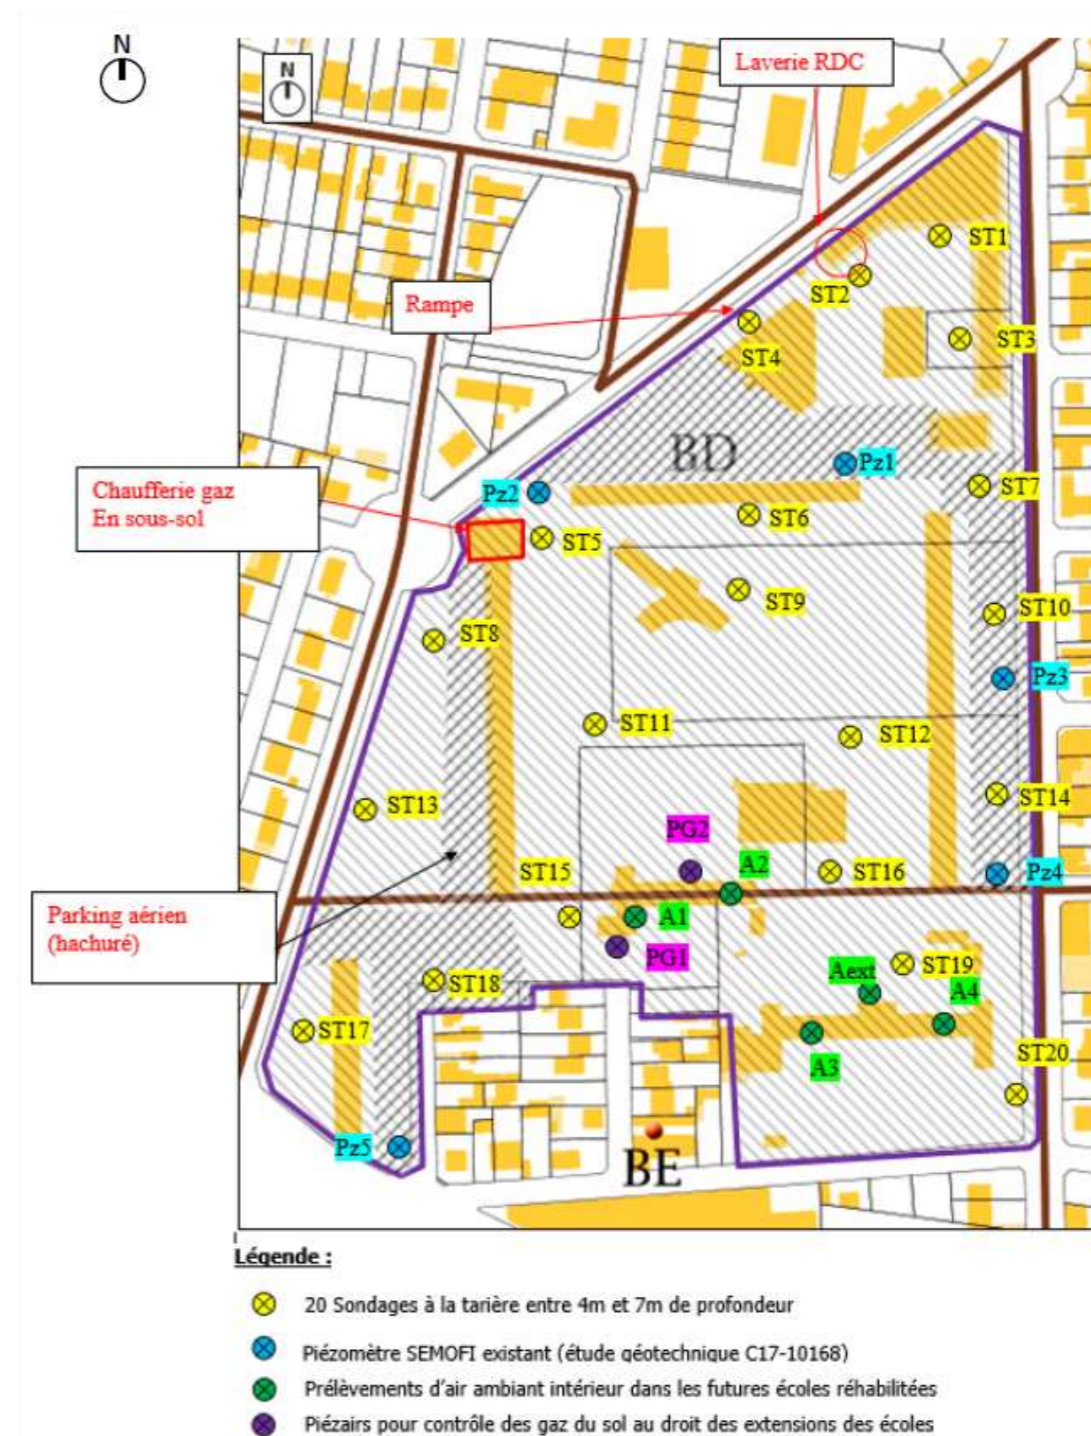 N
N
Laverie RDC
ST1
ST2
Rampe
ST4
ST3
BD
Pz1
Chaufferie gaz
En sous-sol
Pz2
ST7
ST6
ST5
ST9
ST10
ST8
Pz3
ST11
ST12
ST13
ST14
PG2
ST15
A2
ST16
Pz4
Parking aérien
(hachuré)
A1
PG1
Aext
ST19
A4
ST18
ST17
A3
ST20
Pz5
BE
Légende :
20 Sondages à la tarière entre 4m et 7m de profondeur
Piézomètre SEMOFI existant (étude géotechnique C17-10168)
Prélèvements d'air ambiant intérieur dans les futures écoles réhabilitées
Piézairs pour contrôle des gaz du sol au droit des extensions des écoles